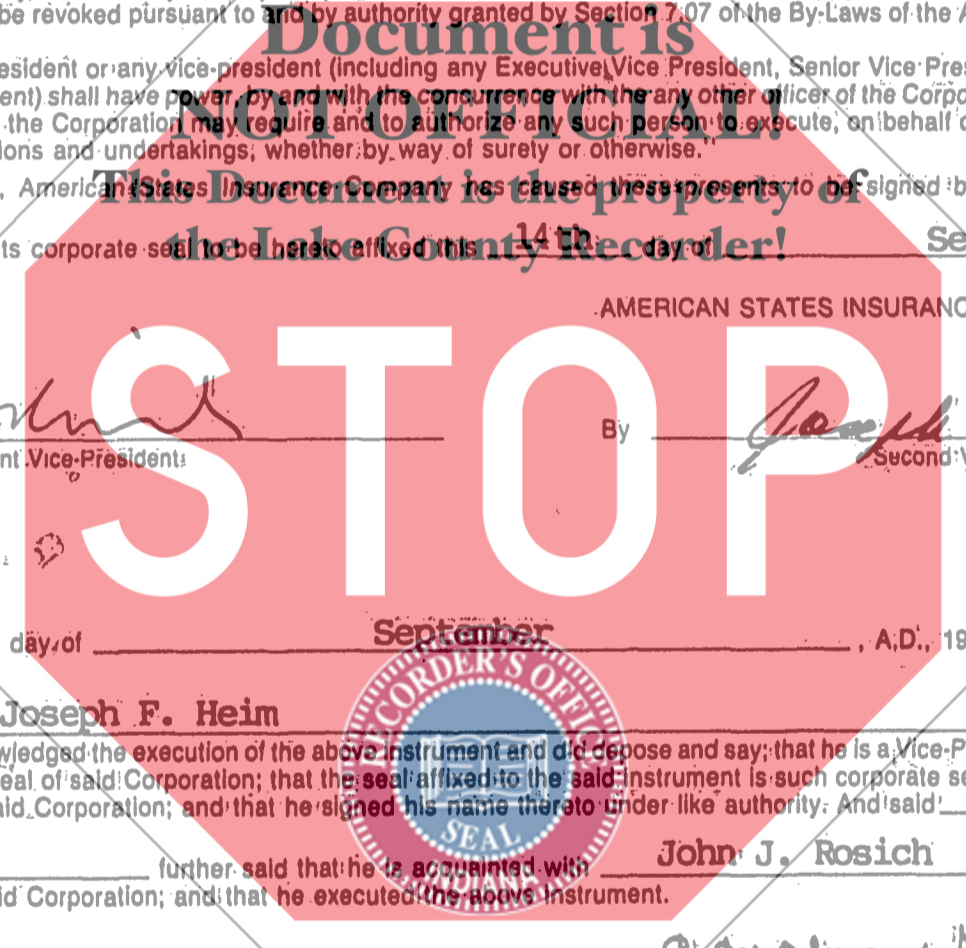 be revoked pursuant to and by authority granted by Section 7.07 of the By-Laws of the A
Document is
esident or any vice-president (including any Executive Vice President, Senior Vice Pres
ent) shall have power, by and with the concurrence with the any other officer of the Corpo
NOT OFFICIAL!
the Corporation may require and to authorize any such person to execute, on behalf o
ions and undertakings, whether by way of surety or otherwise."
, American States Insurance Company has caused these presents to be signed b
This Document is the property of
ts corporate seal to be hereto affixed this 14th day of Se
the Lake County Recorder!
AMERICAN STATES INSURANC
STOP
By Joseph
nt Vice-President
Second V
day of September, A.D., 19
RECORDER'S OFFICE
Joseph F. Heim
wledged the execution of the above instrument and did depose and say; that he is a Vice-P
eal of said Corporation; that the seal affixed to the said instrument is such corporate se
aid Corporation; and that he signed his name thereto under like authority. And said
SEAL
further said that he is acquainted with John J. Rosich
INDIANA
id Corporation; and that he executed the above instrument.